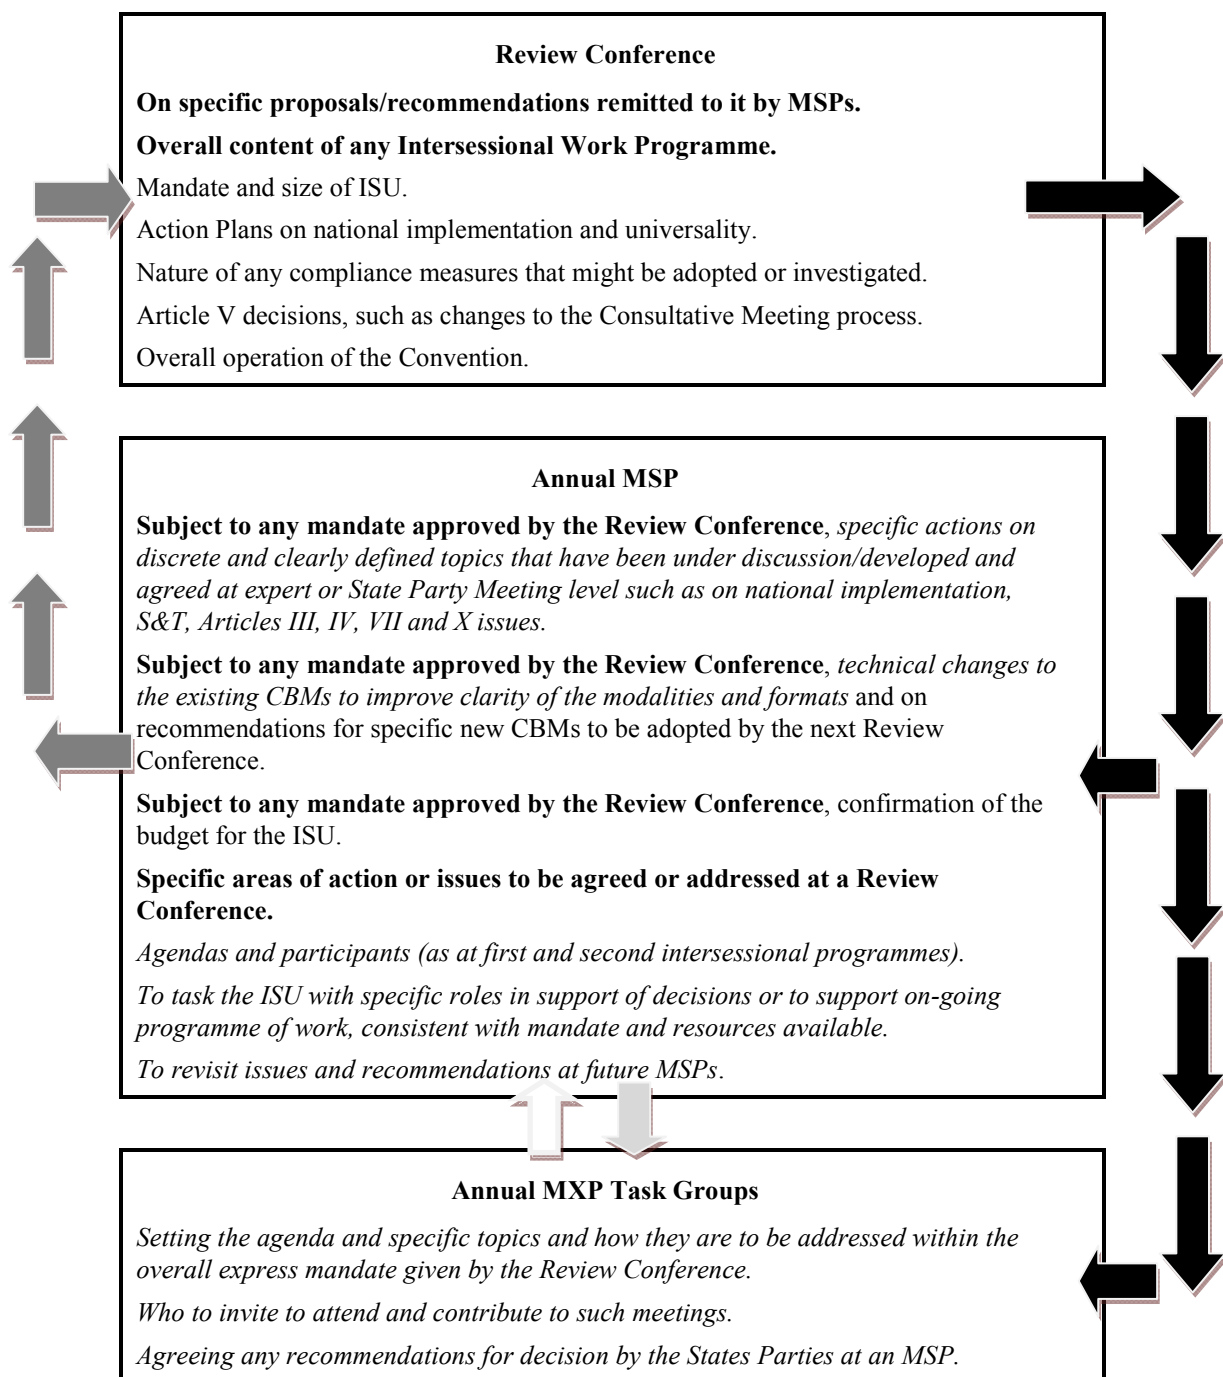 Review Conference
On specific proposals/recommendations remitted to it by MSPs.
Overall content of any Intersessional Work Programme.
Mandate and size of ISU.
Action Plans on national implementation and universality.
Nature of any compliance measures that might be adopted or investigated.
Article V decisions, such as changes to the Consultative Meeting process.
Overall operation of the Convention.
Annual MSP
Subject to any mandate approved by the Review Conference, specific actions on
discrete and clearly defined topics that have been under discussion/developed and
agreed at expert or State Party Meeting level such as on national implementation,
S&T, Articles III, IV, VII and X issues.
Subject to any mandate approved by the Review Conference, technical changes to
the existing CBMs to improve clarity of the modalities and formats and on
recommendations for specific new CBMs to be adopted by the next Review
Conference.
Subject to any mandate approved by the Review Conference, confirmation of the
budget for the ISU.
Specific areas of action or issues to be agreed or addressed at a Review
Conference.
Agendas and participants (as at first and second intersessional programmes).
To task the ISU with specific roles in support of decisions or to support on-going
programme of work, consistent with mandate and resources available.
To revisit issues and recommendations at future MSPs.
Annual MXP Task Groups
Setting the agenda and specific topics and how they are to be addressed within the
overall express mandate given by the Review Conference.
Who to invite to attend and contribute to such meetings.
Agreeing any recommendations for decision by the States Parties at an MSP.